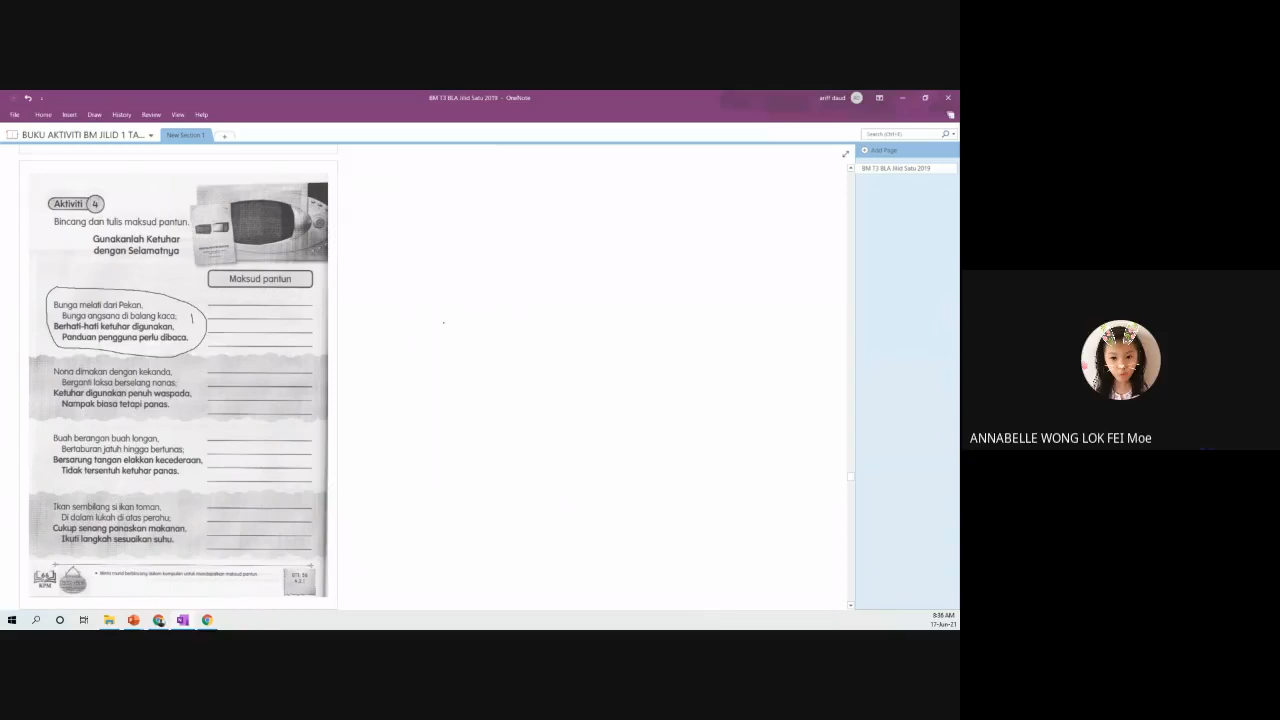 BM T3 BLA Jilid Satu 2019 - OneNote
ariff daud
File Home Insert Draw History Review View Help
BUKU AKTIVITI BM JILID 1 TA...
New Section 1
Search (Ctrl+E)
Add Page
BM T3 BLA Jilid Satu 2019
Aktiviti 4
Bincang dan tulis maksud pantun.
Gunakanlah Ketuhar
dengan Selamatnya
Maksud pantun
Bunga melati dari Pekan,
Bunga angsana di balang kaca;
Berhati-hati ketuhar digunakan,
Panduan pengguna perlu dibaca.
Nona dimakan dengan kekanda,
Berganti laksa berselang nanas;
Ketuhar digunakan penuh waspada,
Nampak biasa tetapi panas.
Buah berangan buah longan,
Bertaburan jatuh hingga bertunas;
Bersarung tangan elakkan kecederaan,
Tidak tersentuh ketuhar panas.
Ikan sembilang si ikan toman,
Di dalam lukah di atas perahu;
Cukup senang panaskan makanan,
Ikuti langkah sesuaikan suhu.
KPM
8:36 AM
17-Jun-21
ANNABELLE WONG LOK FEI Moe